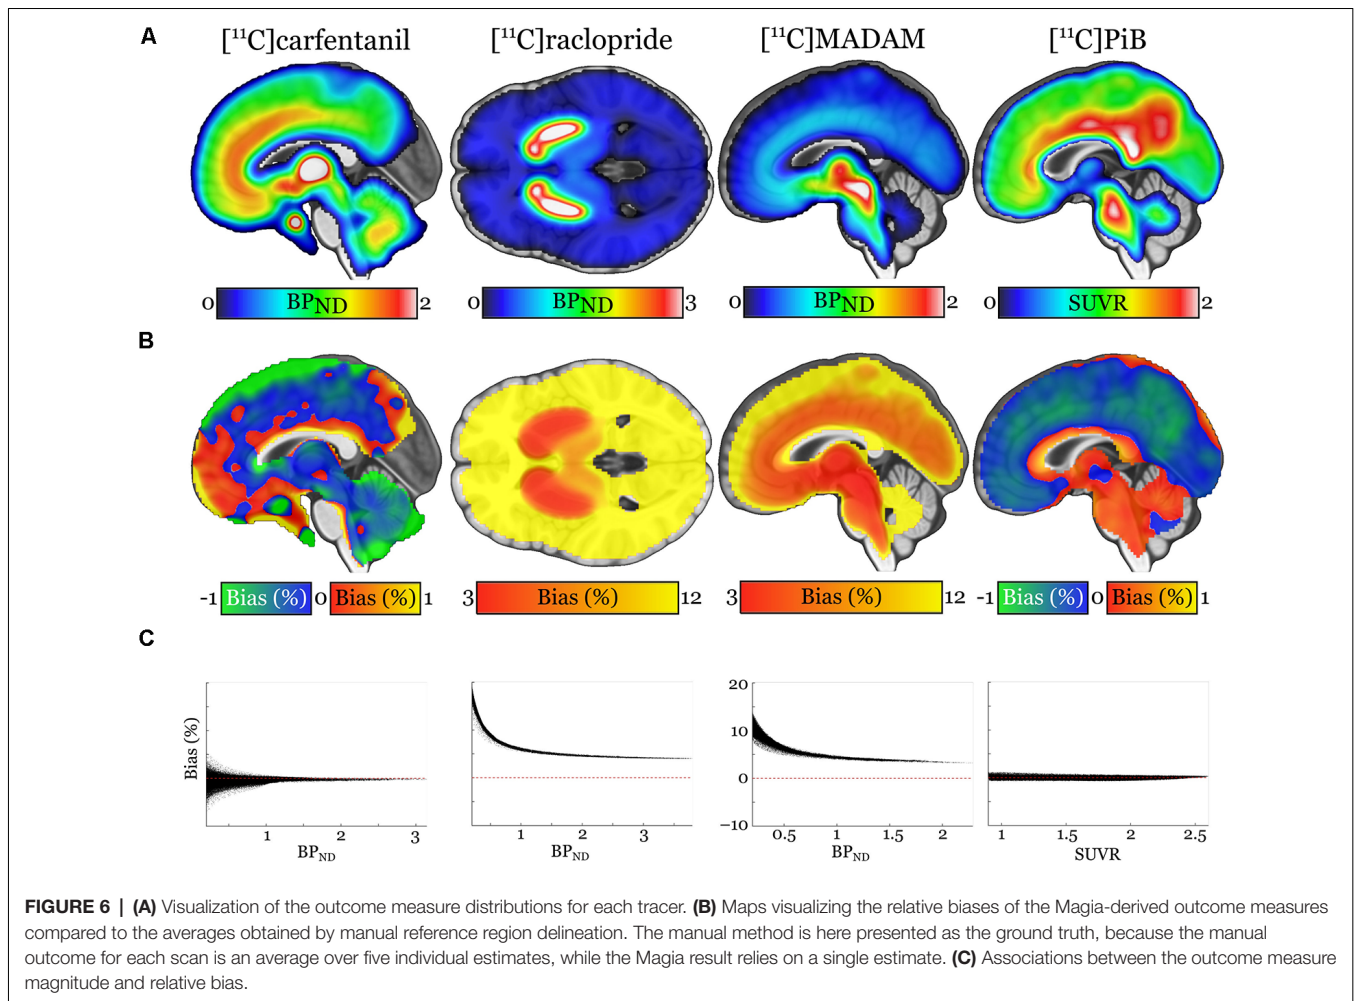 A
[¹¹C]carfentanil
[¹¹C]raclopride
[¹¹C]MADAM
[¹¹C]PiB
0 BPND 2
0 BPND 3
0 BPND 2
0 SUVR 2
B
-1 Bias (%) 0 Bias (%) 1
3 Bias (%) 12
3 Bias (%) 12
-1 Bias (%) 0 Bias (%) 1
C
Bias (%)
1 2 3
BPND
1 2 3
BPND
20
10
0
−10
0.5 1 1.5 2
BPND
1 1.5 2 2.5
SUVR
FIGURE 6 | (A) Visualization of the outcome measure distributions for each tracer. (B) Maps visualizing the relative biases of the Magia-derived outcome measures
compared to the averages obtained by manual reference region delineation. The manual method is here presented as the ground truth, because the manual
outcome for each scan is an average over five individual estimates, while the Magia result relies on a single estimate. (C) Associations between the outcome measure
magnitude and relative bias.